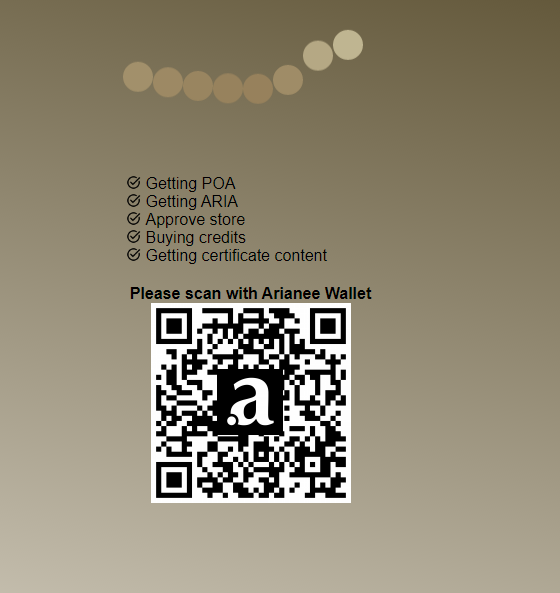 Getting POA
Getting ARIA
Approve store
Buying credits
Getting certificate content
Please scan with Arianee Wallet
a